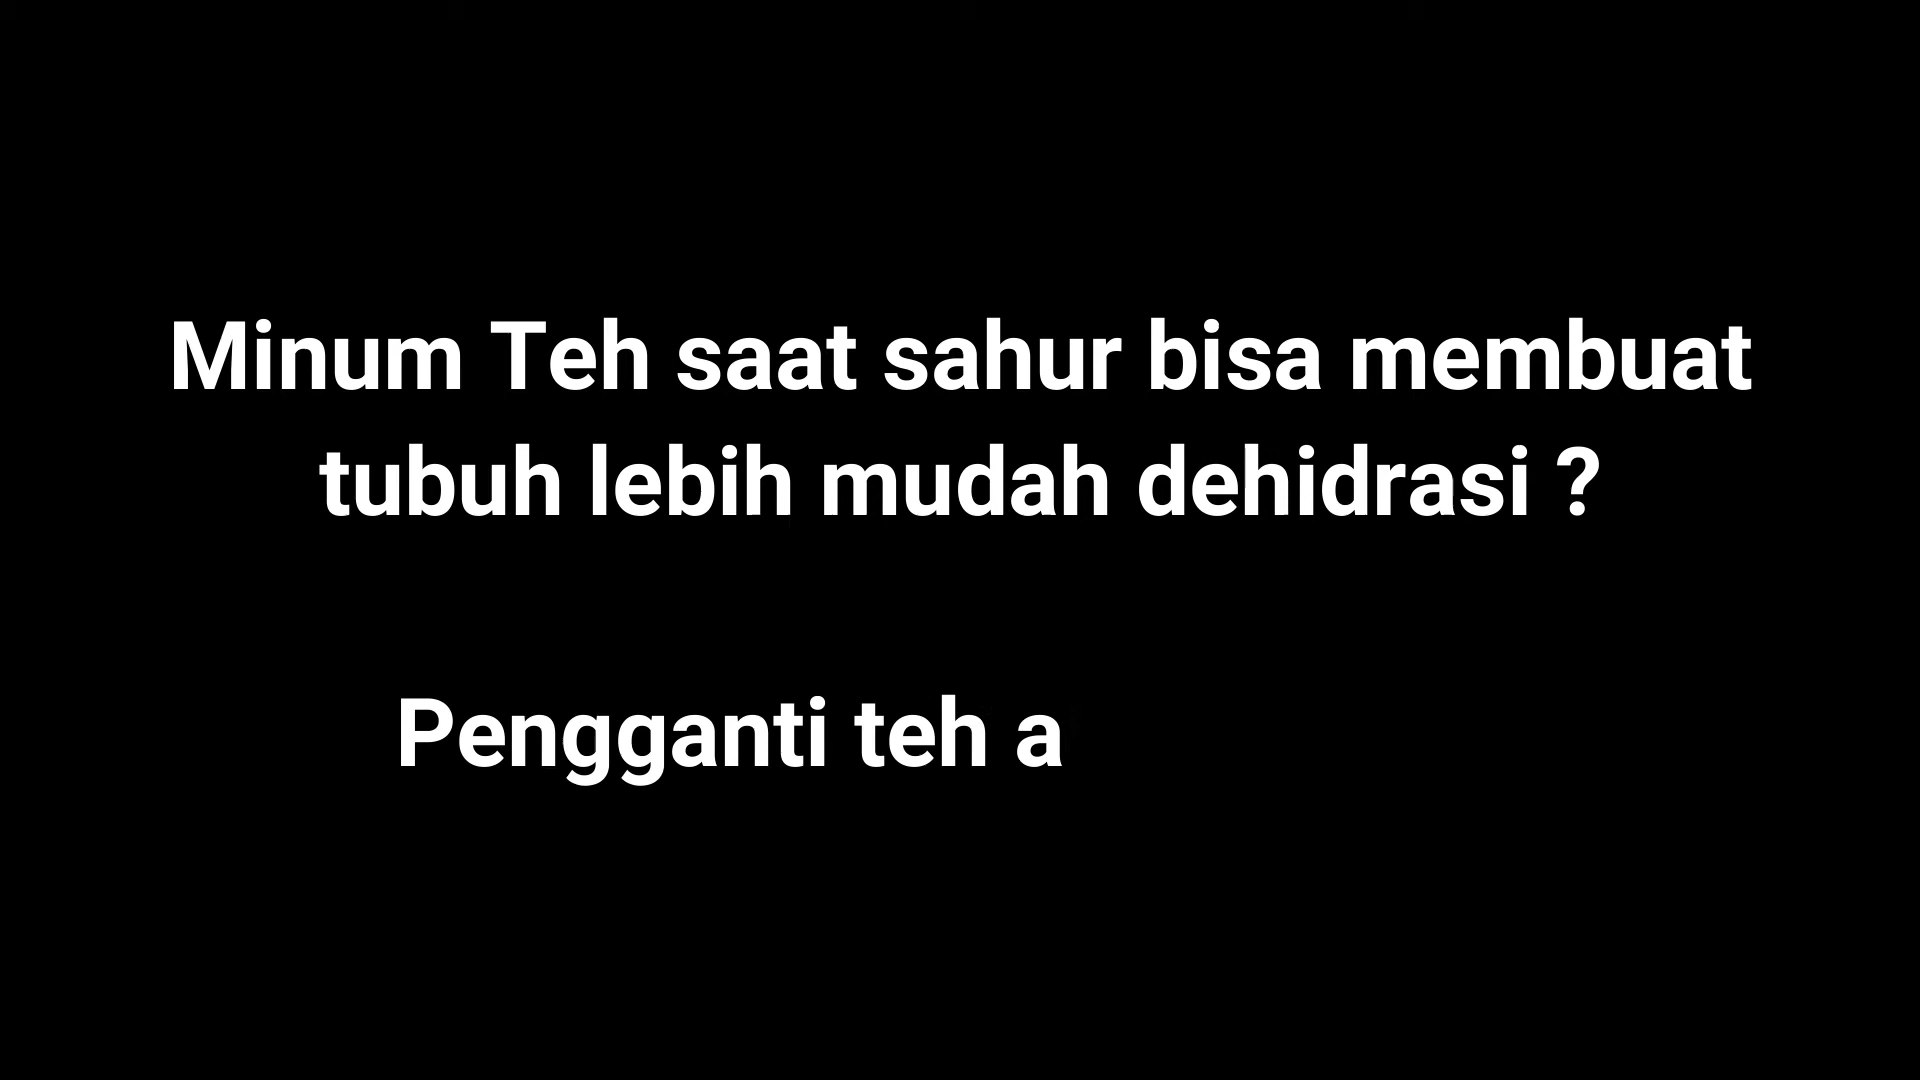 Minum Teh saat sahur bisa membuat
tubuh lebih mudah dehidrasi ?
Pengganti teh a